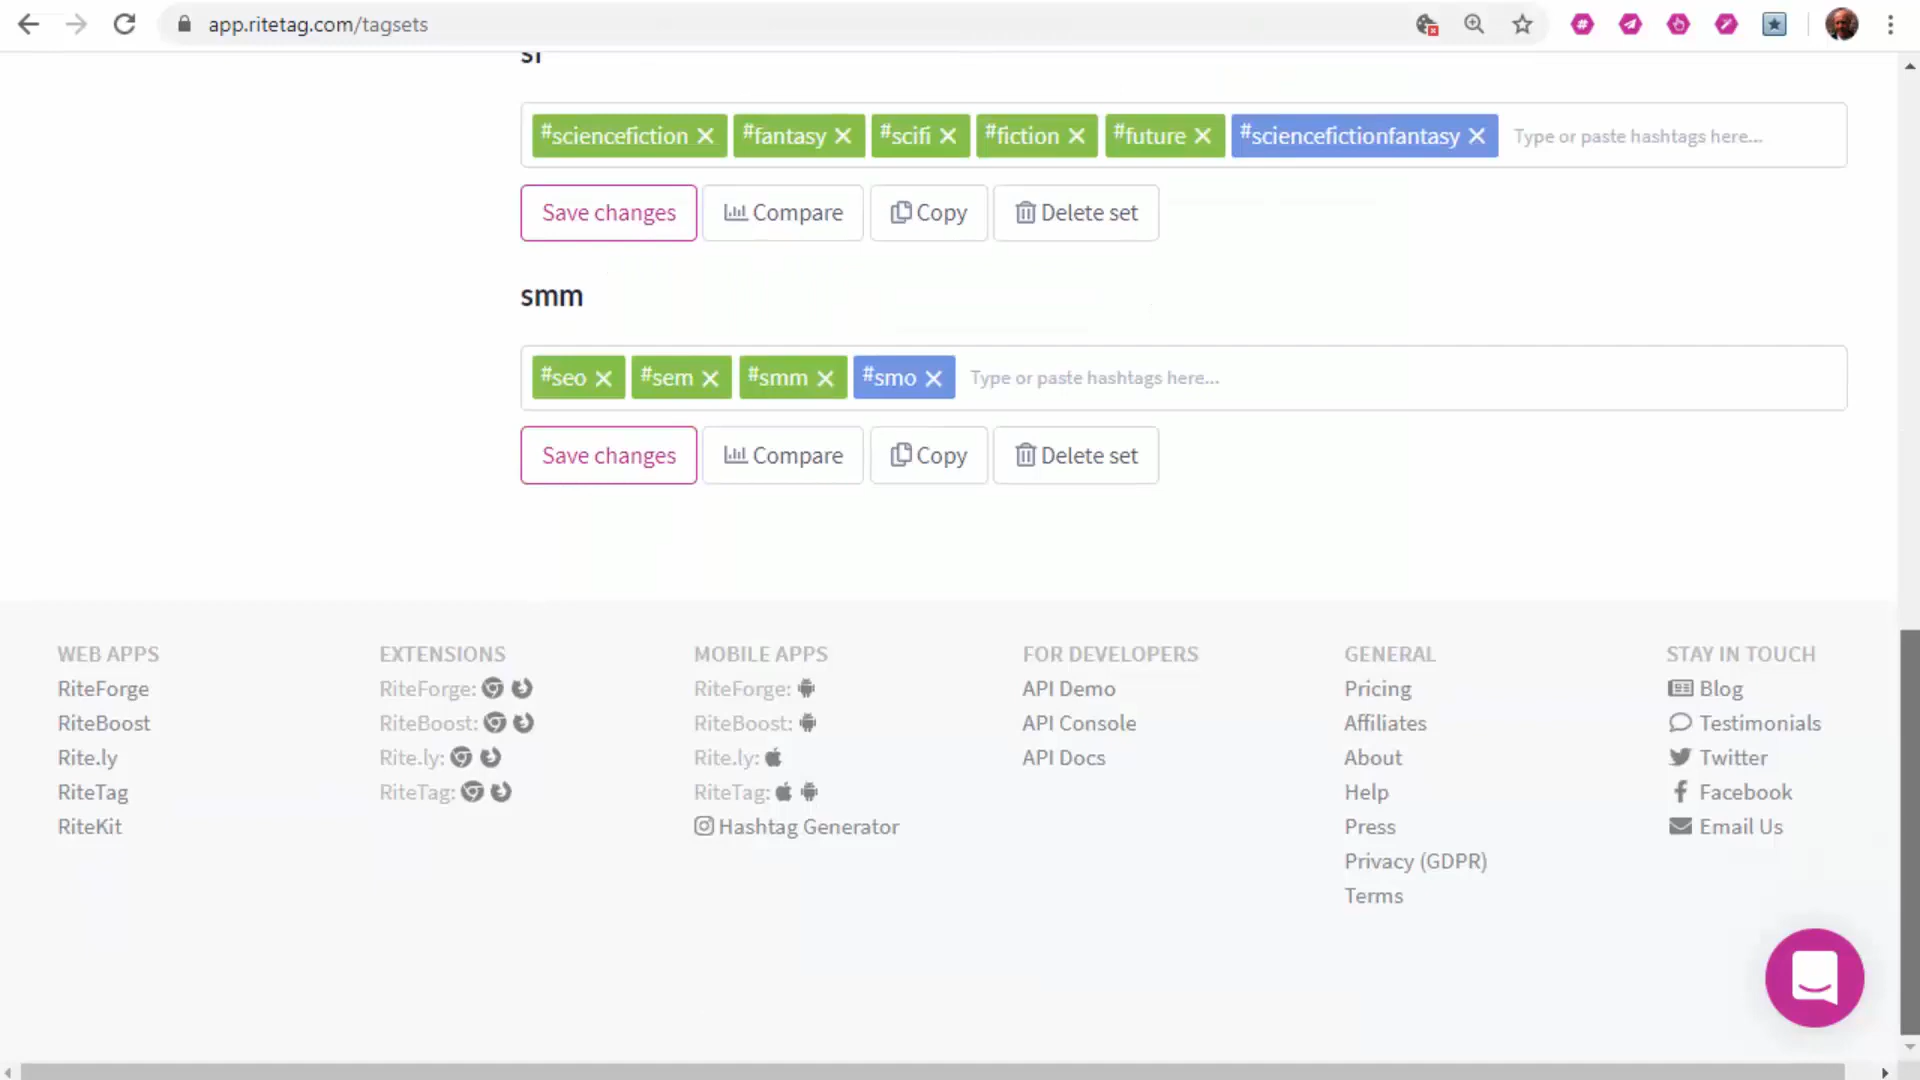 app.ritetag.com/tagsets
#sciencefiction #fantasy #scifi #fiction #future #sciencefictionfantasy Type or paste hashtags here...
Save changes Compare Copy Delete set
smm
#seo #sem #smm #smo Type or paste hashtags here...
Save changes Compare Copy Delete set
WEB APPS
RiteForge
RiteBoost
Rite.ly
RiteTag
RiteKit
EXTENSIONS
RiteForge:
RiteBoost:
Rite.ly:
RiteTag:
MOBILE APPS
RiteForge:
RiteBoost:
Rite.ly:
RiteTag:
Hashtag Generator
FOR DEVELOPERS
API Demo
API Console
API Docs
GENERAL
Pricing
Affiliates
About
Help
Press
Privacy (GDPR)
Terms
STAY IN TOUCH
Blog
Testimonials
Twitter
Facebook
Email Us